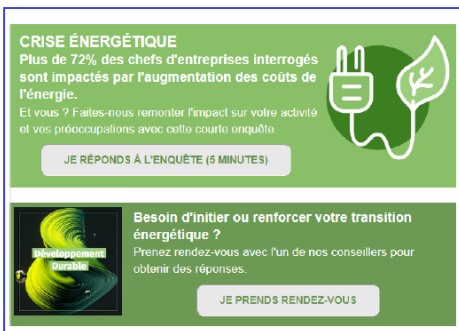 CRISE ÉNERGÉTIQUE
Plus de 72% des chefs d'entreprises interrogés
sont impactés par l'augmentation des coûts de
l'énergie.
Et vous ? Faites-nous remonter l'impact sur votre activité
et vos préoccupations avec cette courte enquête.
JE RÉPONDS À L'ENQUÊTE (5 MINUTES)
Développement
Durable
Besoin d'initier ou renforcer votre transition
énergétique ?
Prenez rendez-vous avec l'un de nos conseillers pour
obtenir des réponses.
JE PRENDS RENDEZ-VOUS